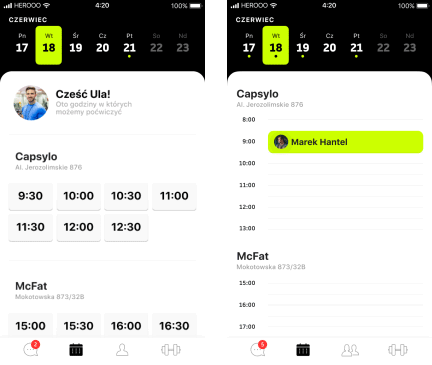 HEROOO 4:20 100%
CZERWIEC
Pn Wt Śr Cz Pt So Nd
17 18 19 20 21 22 23
Cześć Ula!
Oto godziny w których
możemy poćwiczyć
Capsylo
Al. Jerozolimskie 876
9:30 10:00 10:30 11:00
11:30 12:00 12:30
McFat
Mokotowska 873/32B
15:00 15:30 16:00 16:30
2
HEROOO 4:20 100%
CZERWIEC
Pn Wt Śr Cz Pt So Nd
17 18 19 20 21 22 23
Capsylo
Al. Jerozolimskie 876
8:00
9:00
Marek Hantel
10:00
11:00
12:00
13:00
McFat
Mokotowska 873/32B
15:00
16:00
17:00
5